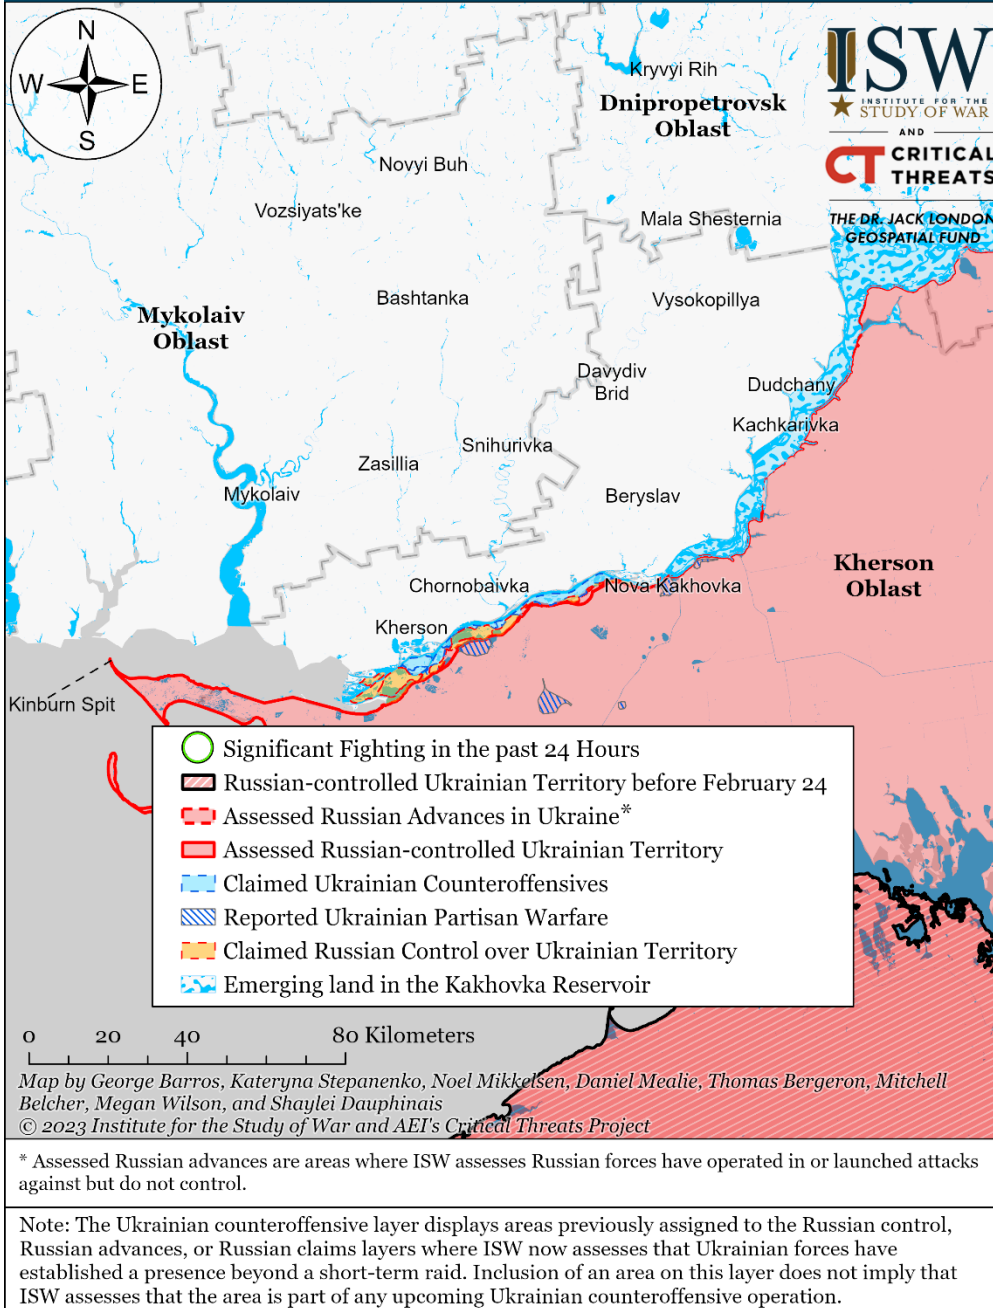 N
W E
S
ISW
INSTITUTE FOR THE
STUDY OF WAR
AND
CT CRITICAL
THREATS
THE DR. JACK LONDON
GEOSPATIAL FUND
Kryvyi Rih
Dnipropetrovsk
Oblast
Novyi Buh
Vozsiyats'ke
Mala Shesternia
Bashtanka
Vysokopillya
Mykolaiv
Oblast
Davydiv
Brid
Dudchany
Kachkarivka
Snihurivka
Zasillia
Mykolaiv
Beryslav
Kherson
Oblast
Chornobaivka
Nova Kakhovka
Kherson
Kinburn Spit
Significant Fighting in the past 24 Hours
Russian-controlled Ukrainian Territory before February 24
Assessed Russian Advances in Ukraine*
Assessed Russian-controlled Ukrainian Territory
Claimed Ukrainian Counteroffensives
Reported Ukrainian Partisan Warfare
Claimed Russian Control over Ukrainian Territory
Emerging land in the Kakhovka Reservoir
0 20 40 80 Kilometers
Map by George Barros, Kateryna Stepanenko, Noel Mikkelsen, Daniel Mealie, Thomas Bergeron, Mitchell
Belcher, Megan Wilson, and Shaylei Dauphinais
© 2023 Institute for the Study of War and AEI's Critical Threats Project
* Assessed Russian advances are areas where ISW assesses Russian forces have operated in or launched attacks
against but do not control.
Note: The Ukrainian counteroffensive layer displays areas previously assigned to the Russian control,
Russian advances, or Russian claims layers where ISW now assesses that Ukrainian forces have
established a presence beyond a short-term raid. Inclusion of an area on this layer does not imply that
ISW assesses that the area is part of any upcoming Ukrainian counteroffensive operation.